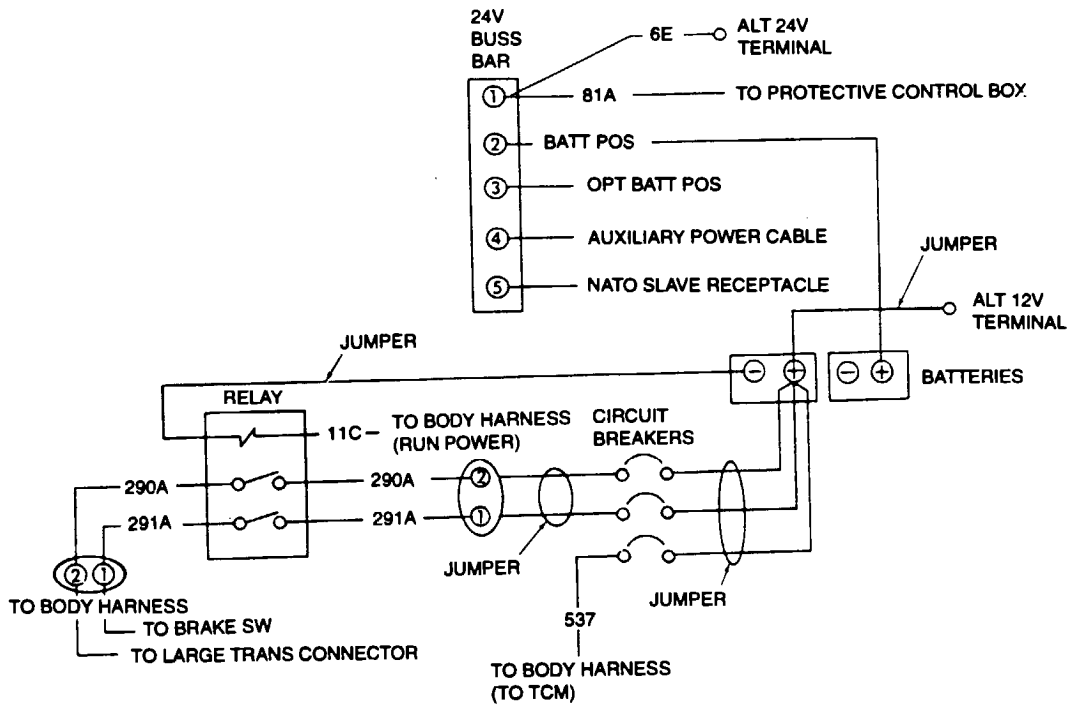 24V
BUSS
BAR
6E
ALT 24V
TERMINAL
1
81A
TO PROTECTIVE CONTROL BOX
2
BATT POS
3
OPT BATT POS
4
AUXILIARY POWER CABLE
5
NATO SLAVE RECEPTACLE
JUMPER
ALT 12V
TERMINAL
JUMPER
− + − +
BATTERIES
RELAY
11C
TO BODY HARNESS
(RUN POWER)
CIRCUIT
BREAKERS
290A
290A
2
291A
291A
1
JUMPER
JUMPER
2 1
TO BODY HARNESS
TO BRAKE SW
TO LARGE TRANS CONNECTOR
537
TO BODY HARNESS
(TO TCM)